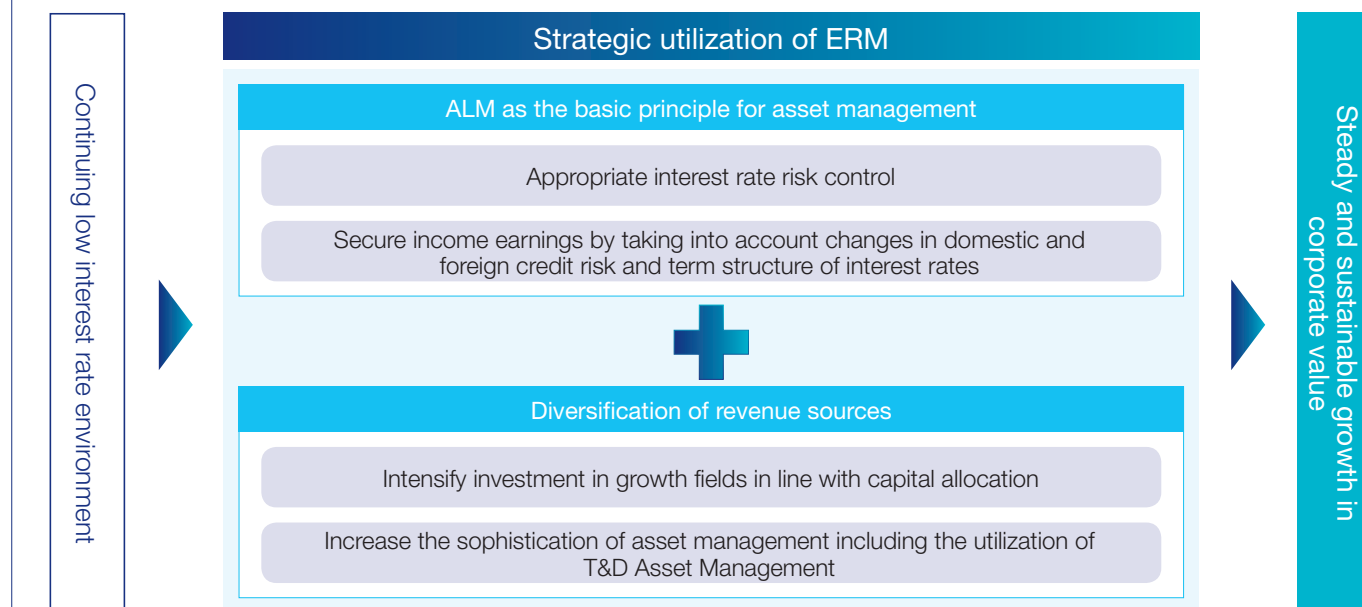 Continuing low interest rate environment
Strategic utilization of ERM
ALM as the basic principle for asset management
Appropriate interest rate risk control
Secure income earnings by taking into account changes in domestic and
foreign credit risk and term structure of interest rates
Diversification of revenue sources
Intensify investment in growth fields in line with capital allocation
Increase the sophistication of asset management including the utilization of
T&D Asset Management
Steady and sustainable growth in
corporate value